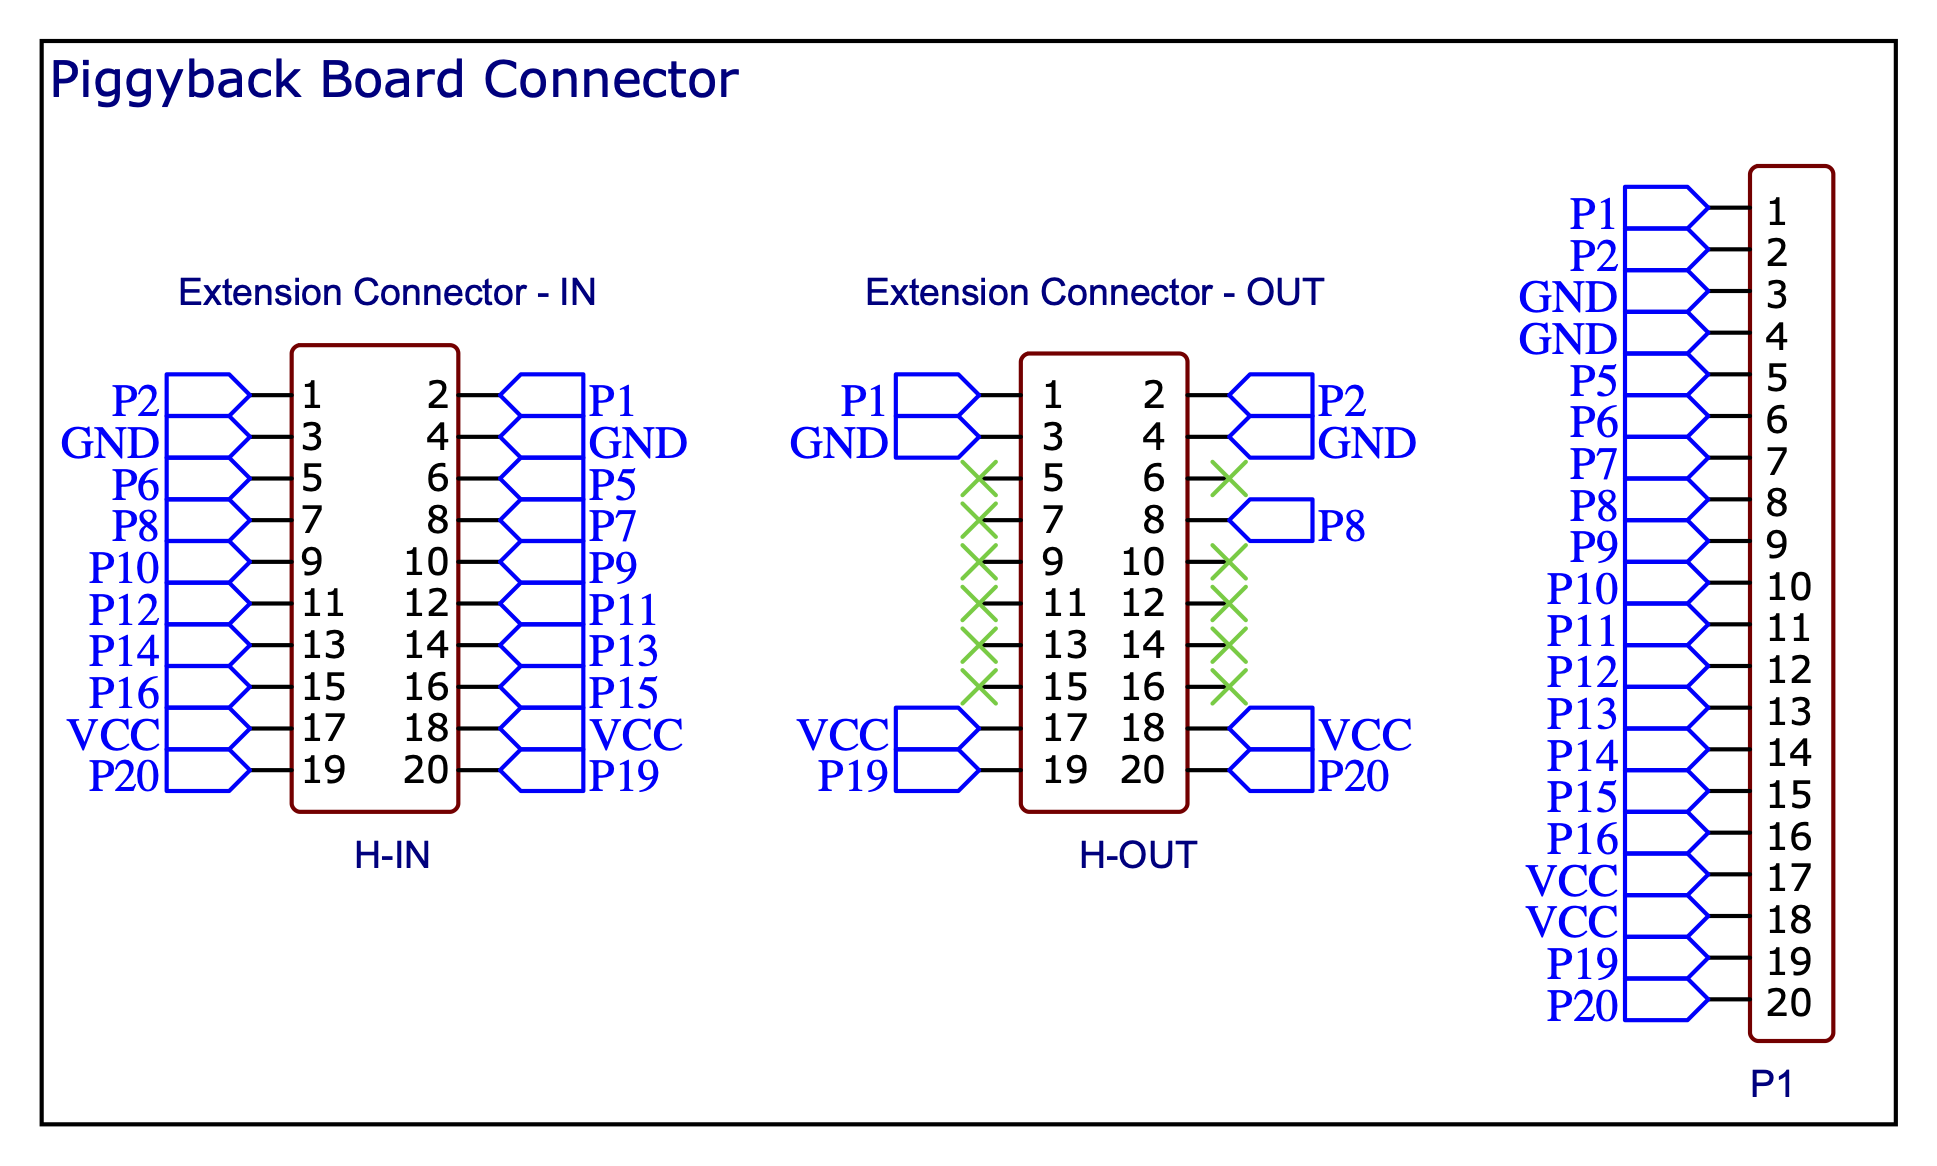 Piggyback Board Connector
Extension Connector - IN
P2 1 2 P1
GND 3 4 GND
P6 5 6 P5
P8 7 8 P7
P10 9 10 P9
P12 11 12 P11
P14 13 14 P13
P16 15 16 P15
VCC 17 18 VCC
P20 19 20 P19
H-IN
Extension Connector - OUT
P1 1 2 P2
GND 3 4 GND
5 6
7 8 P8
9 10
11 12
13 14
15 16
VCC 17 18 VCC
P19 19 20 P20
H-OUT
P1 1
P2 2
GND 3
GND 4
P5 5
P6 6
P7 7
P8 8
P9 9
P10 10
P11 11
P12 12
P13 13
P14 14
P15 15
P16 16
VCC 17
VCC 18
P19 19
P20 20
P1